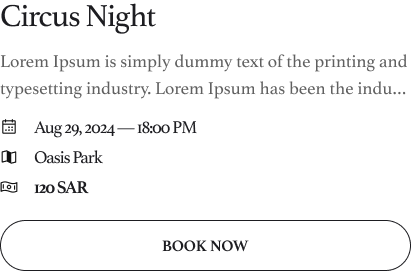 Circus Night
Lorem Ipsum is simply dummy text of the printing and
typesetting industry. Lorem Ipsum has been the indu...
Aug 29, 2024 — 18:00 PM
Oasis Park
120 SAR
BOOK NOW